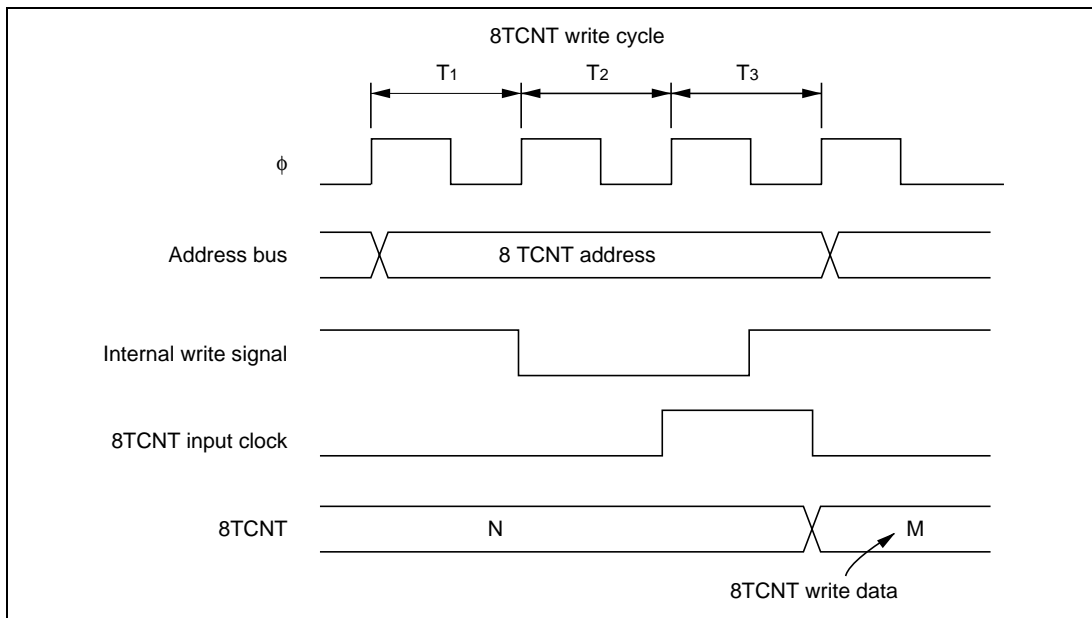 8TCNT write cycle
T1 T2 T3
φ
Address bus
8 TCNT address
Internal write signal
8TCNT input clock
8TCNT
N
M
8TCNT write data